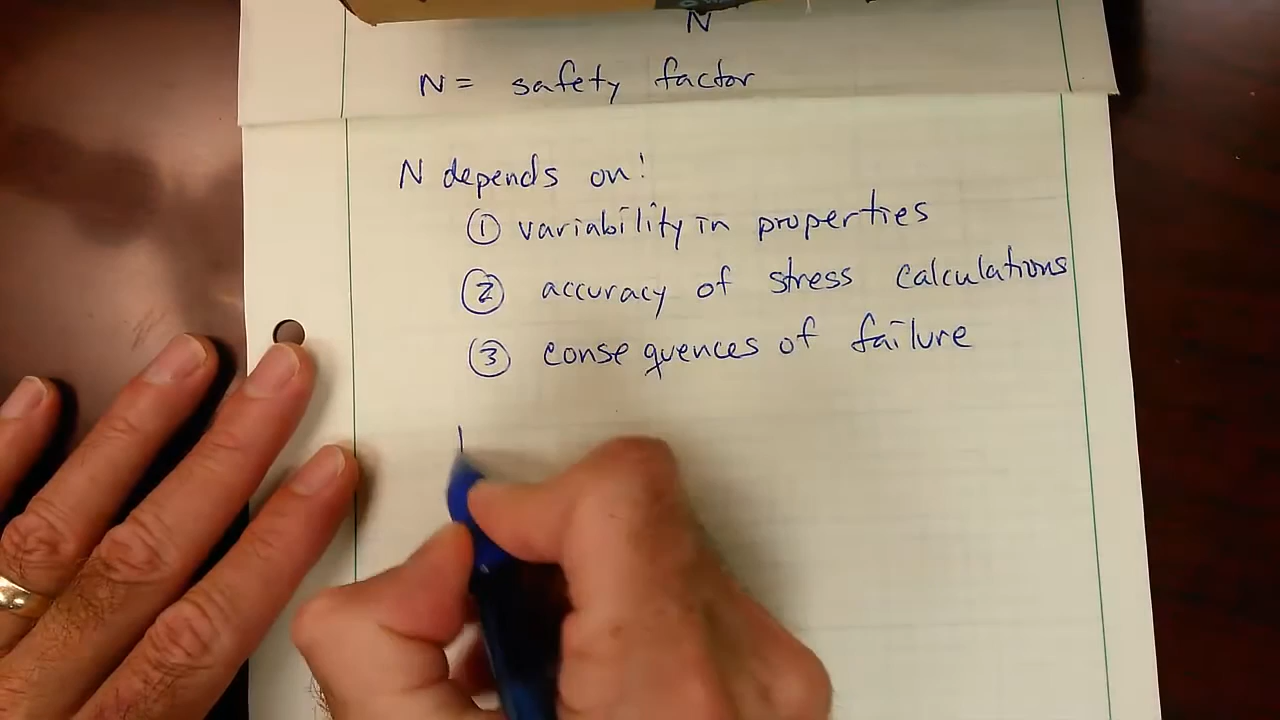 N
N = safety factor
N depends on:
① variability in properties
② accuracy of stress calculations
③ consequences of failure